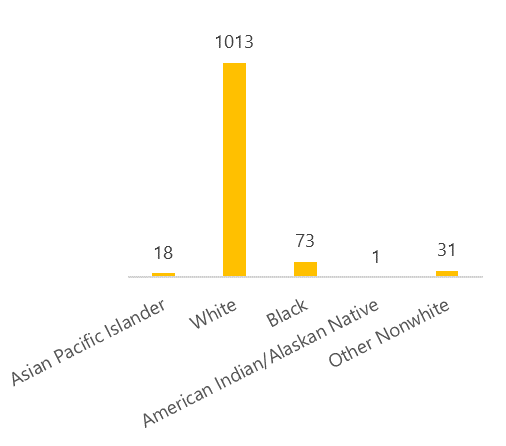 1013
18
73
1
31
Asian Pacific Islander
White
Black
American Indian/Alaskan Native
Other Nonwhite